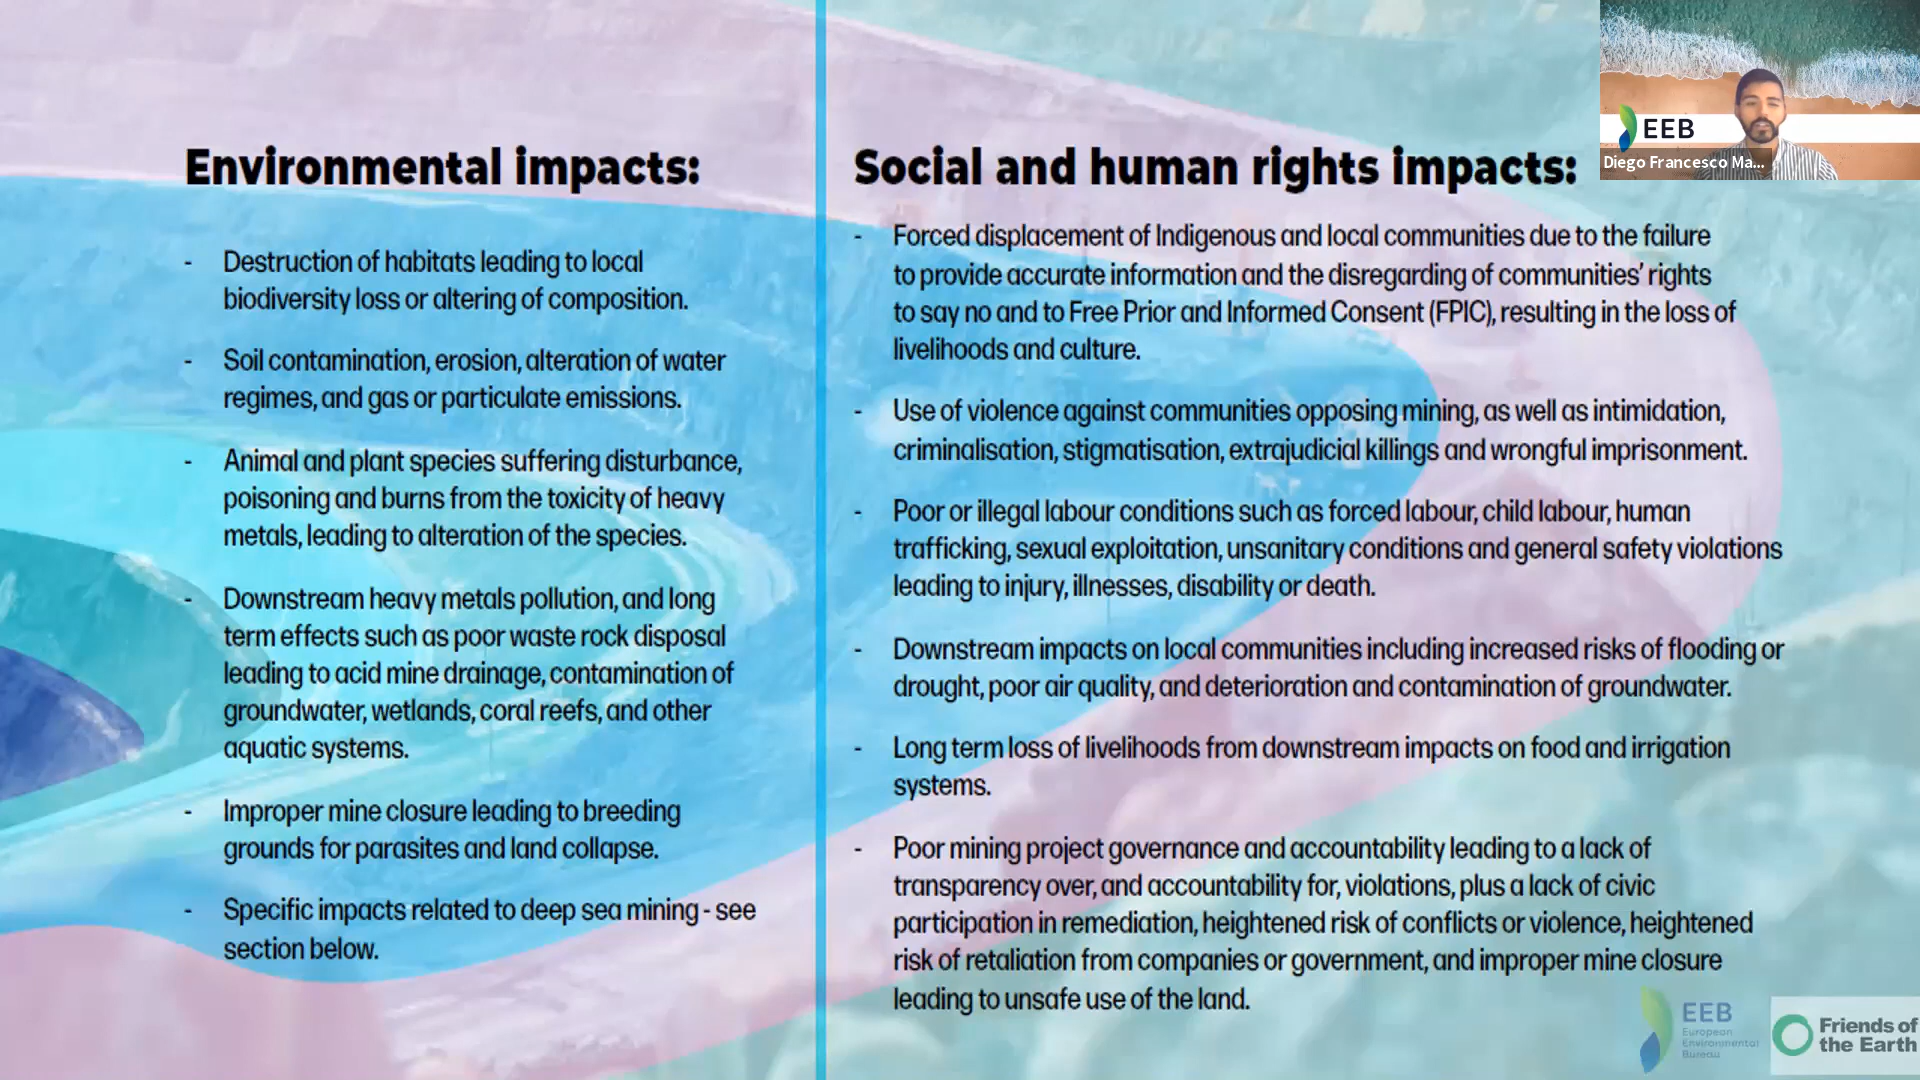 Environmental impacts:
- Destruction of habitats leading to local
biodiversity loss or altering of composition.
- Soil contamination, erosion, alteration of water
regimes, and gas or particulate emissions.
- Animal and plant species suffering disturbance,
poisoning and burns from the toxicity of heavy
metals, leading to alteration of the species.
- Downstream heavy metals pollution, and long
term effects such as poor waste rock disposal
leading to acid mine drainage, contamination of
groundwater, wetlands, coral reefs, and other
aquatic systems.
- Improper mine closure leading to breeding
grounds for parasites and land collapse.
- Specific impacts related to deep sea mining - see
section below.
Social and human rights impacts:
- Forced displacement of Indigenous and local communities due to the failure
to provide accurate information and the disregarding of communities’ rights
to say no and to Free Prior and Informed Consent (FPIC), resulting in the loss of
livelihoods and culture.
- Use of violence against communities opposing mining, as well as intimidation,
criminalisation, stigmatisation, extrajudicial killings and wrongful imprisonment.
- Poor or illegal labour conditions such as forced labour, child labour, human
trafficking, sexual exploitation, unsanitary conditions and general safety violations
leading to injury, illnesses, disability or death.
- Downstream impacts on local communities including increased risks of flooding or
drought, poor air quality, and deterioration and contamination of groundwater.
- Long term loss of livelihoods from downstream impacts on food and irrigation
systems.
- Poor mining project governance and accountability leading to a lack of
transparency over, and accountability for, violations, plus a lack of civic
participation in remediation, heightened risk of conflicts or violence, heightened
risk of retaliation from companies or government, and improper mine closure
leading to unsafe use of the land.
EEB
Diego Francesco Ma...
EEB
European
Environmental
Bureau
Friends of
the Earth